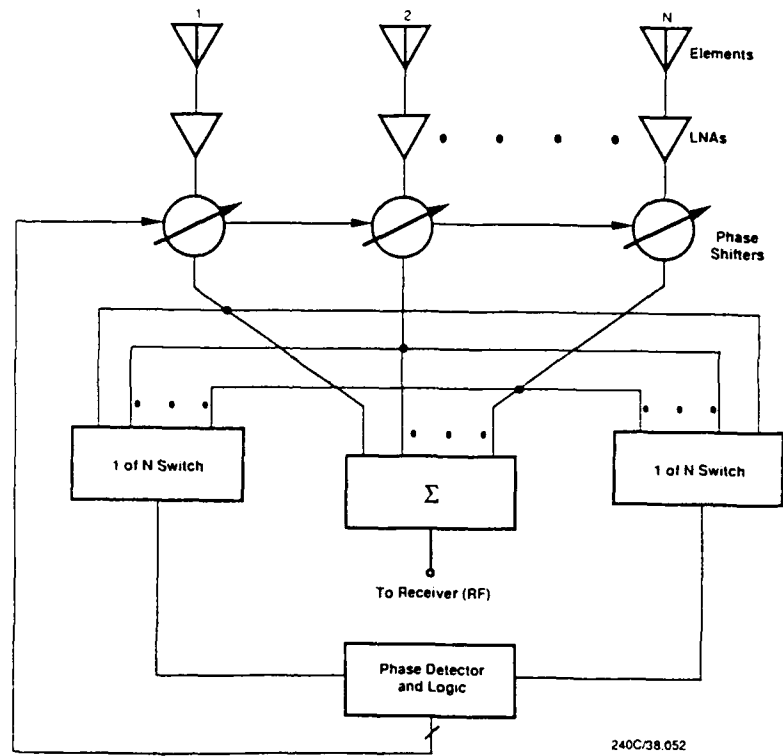 1
2
N
Elements
LNAs
Phase
Shifters
1 of N Switch
Σ
1 of N Switch
To Receiver (RF)
Phase Detector
and Logic
240C/38.052